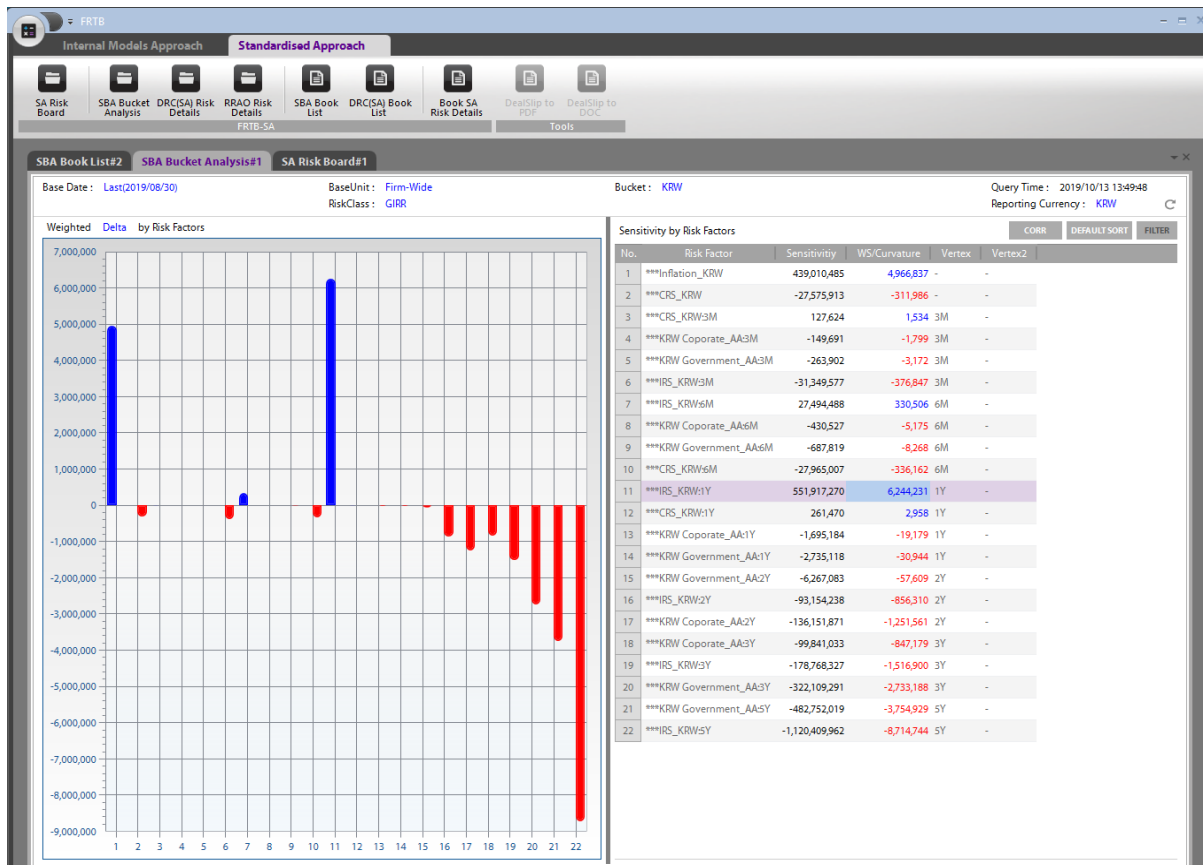 FRTB
Internal Models Approach Standardised Approach
SA Risk Board
SBA Bucket Analysis
DRC(SA) Risk Details
RRAO Risk Details
SBA Book List
DRC(SA) Book List
Book SA Risk Details
DealSlip to PDF
DealSlip to DOC
FRTB-SA Tools
SBA Book List#2 SBA Bucket Analysis#1 SA Risk Board#1
Base Date : Last(2019/08/30) BaseUnit : Firm-Wide Bucket : KRW Query Time : 2019/10/13 13:49:48
RiskClass : GIRR Reporting Currency : KRW
Weighted Delta by Risk Factors
7,000,000
6,000,000
5,000,000
4,000,000
3,000,000
2,000,000
1,000,000
0
-1,000,000
-2,000,000
-3,000,000
-4,000,000
-5,000,000
-6,000,000
-7,000,000
-8,000,000
-9,000,000
1 2 3 4 5 6 7 8 9 10 11 12 13 14 15 16 17 18 19 20 21 22
Sensitivity by Risk Factors CORR DEFAULT SORT FILTER
No. Risk Factor Sensitivitiy WS/Curvature Vertex Vertex2
1 ***Inflation_KRW 439,010,485 4,966,837 - -
2 ***CRS_KRW -27,575,913 -311,986 - -
3 ***CRS_KRW:3M 127,624 1,534 3M -
4 ***KRW Coporate_AA:3M -149,691 -1,799 3M -
5 ***KRW Government_AA:3M -263,902 -3,172 3M -
6 ***IRS_KRW:3M -31,349,577 -376,847 3M -
7 ***IRS_KRW:6M 27,494,488 330,506 6M -
8 ***KRW Coporate_AA:6M -430,527 -5,175 6M -
9 ***KRW Government_AA:6M -687,819 -8,268 6M -
10 ***CRS_KRW:6M -27,965,007 -336,162 6M -
11 ***IRS_KRW:1Y 551,917,270 6,244,231 1Y -
12 ***CRS_KRW:1Y 261,470 2,958 1Y -
13 ***KRW Coporate_AA:1Y -1,695,184 -19,179 1Y -
14 ***KRW Government_AA:1Y -2,735,118 -30,944 1Y -
15 ***KRW Government_AA:2Y -6,267,083 -57,609 2Y -
16 ***IRS_KRW:2Y -93,154,238 -856,310 2Y -
17 ***KRW Coporate_AA:2Y -136,151,871 -1,251,561 2Y -
18 ***KRW Coporate_AA:3Y -99,841,033 -847,179 3Y -
19 ***IRS_KRW:3Y -178,768,327 -1,516,900 3Y -
20 ***KRW Government_AA:3Y -322,109,291 -2,733,188 3Y -
21 ***KRW Government_AA:5Y -482,752,019 -3,754,929 5Y -
22 ***IRS_KRW:5Y -1,120,409,962 -8,714,744 5Y -